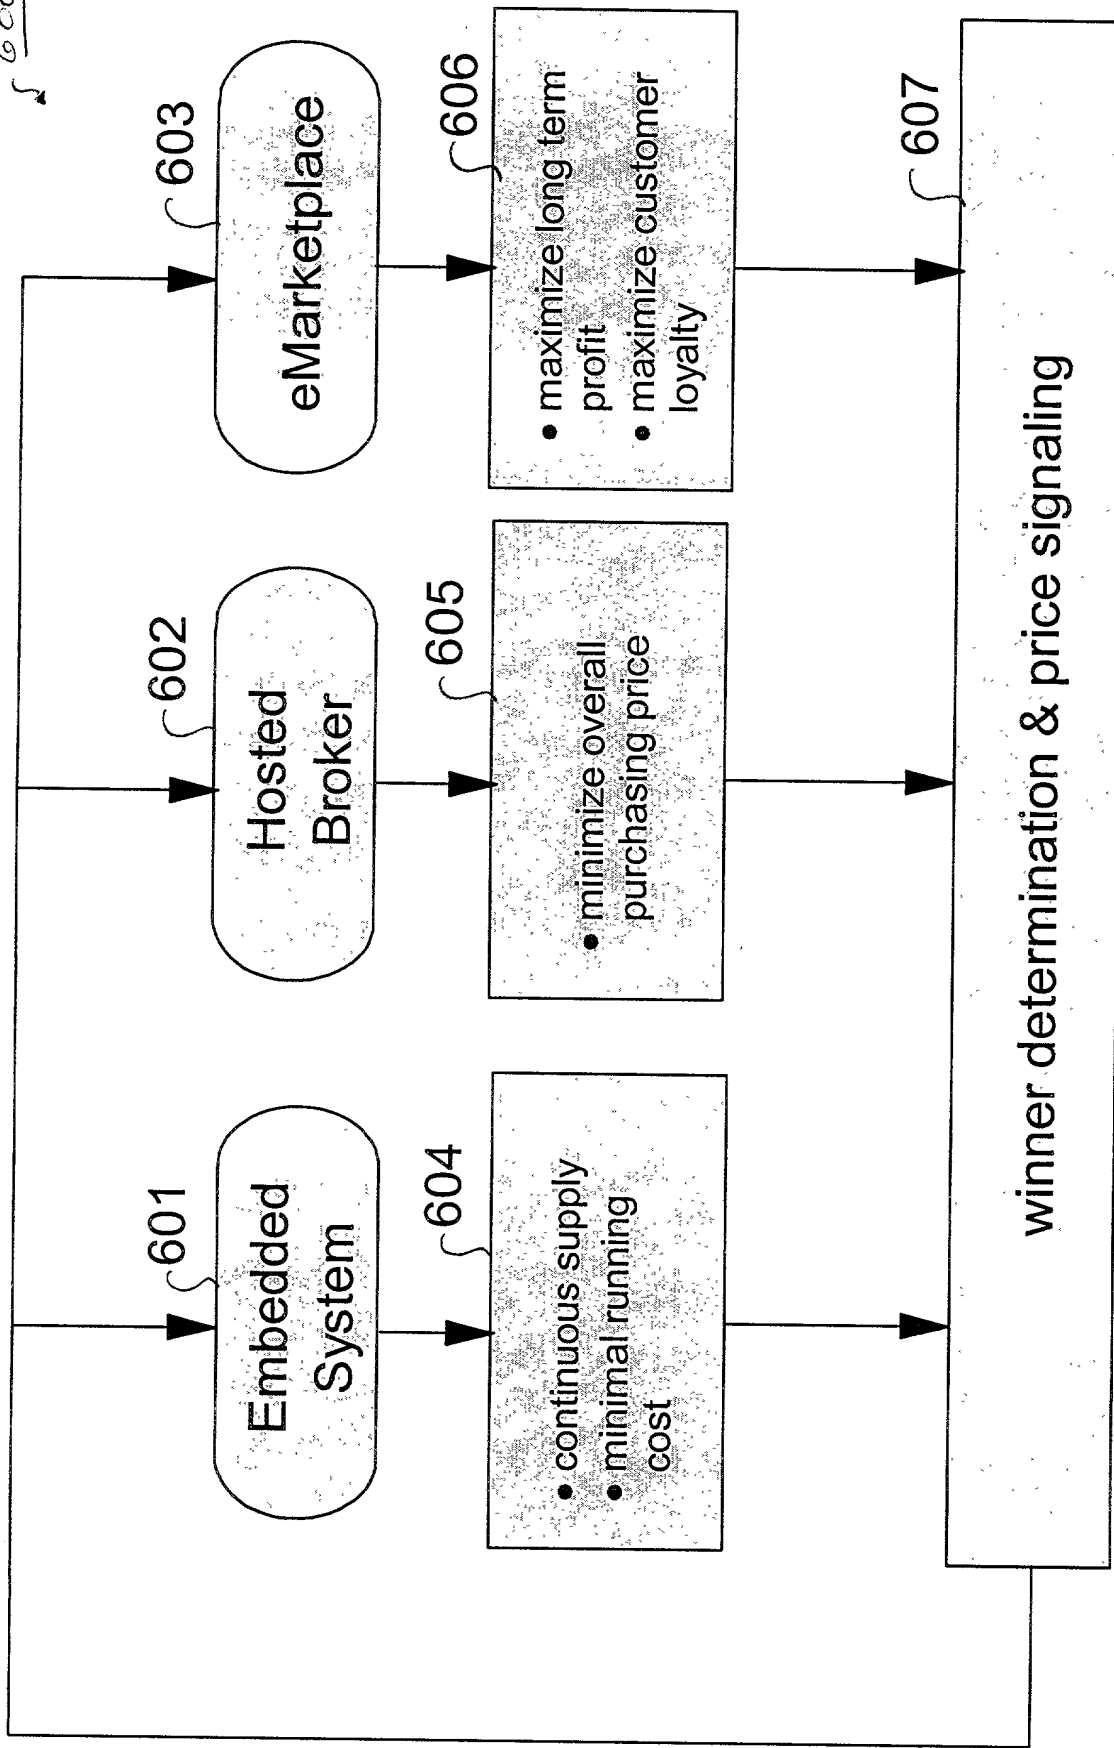 600
601
Embedded
System
602
Hosted
Broker
603
eMarketplace
604
• continuous supply
• minimal running
cost
605
• minimize overall
purchasing price
606
• maximize long term
profit
• maximize customer
loyalty
607
winner determination & price signaling